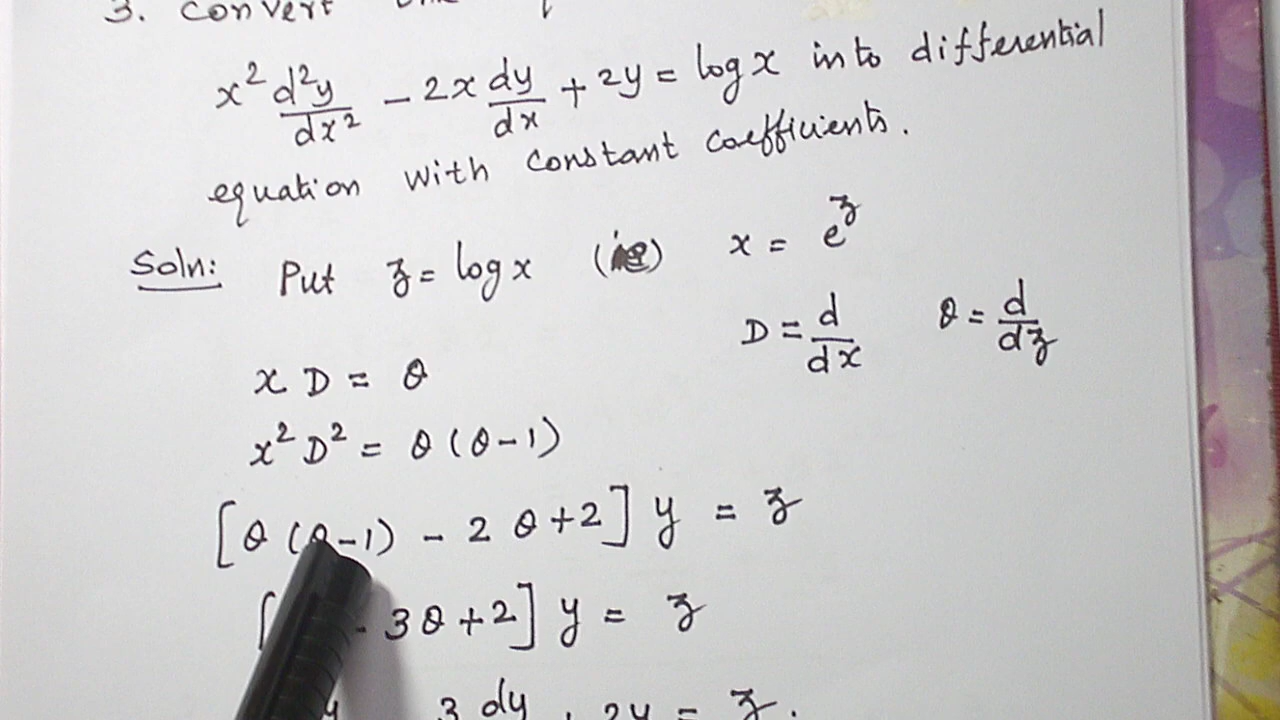 3. Convert
x² d²y/dx² - 2x dy/dx + 2y = log x into differential
equation with constant coefficients.
Soln: Put z = log x (ie) x = e^z
D = d/dx θ = d/dz
x D = θ
x² D² = θ (θ-1)
[θ (θ-1) - 2 θ + 2] y = z
[ - 3θ + 2] y = z
y 3 dy + 2y = z.